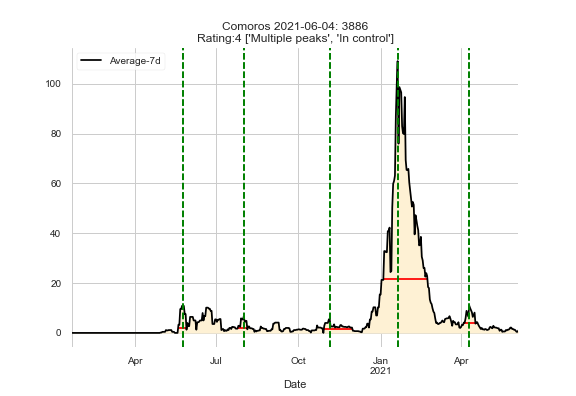 Comoros 2021-06-04: 3886
Rating:4 ['Multiple peaks', 'In control']
Average-7d
100
80
60
40
20
0
Apr
Jul
Oct
Jan
2021
Apr
Date